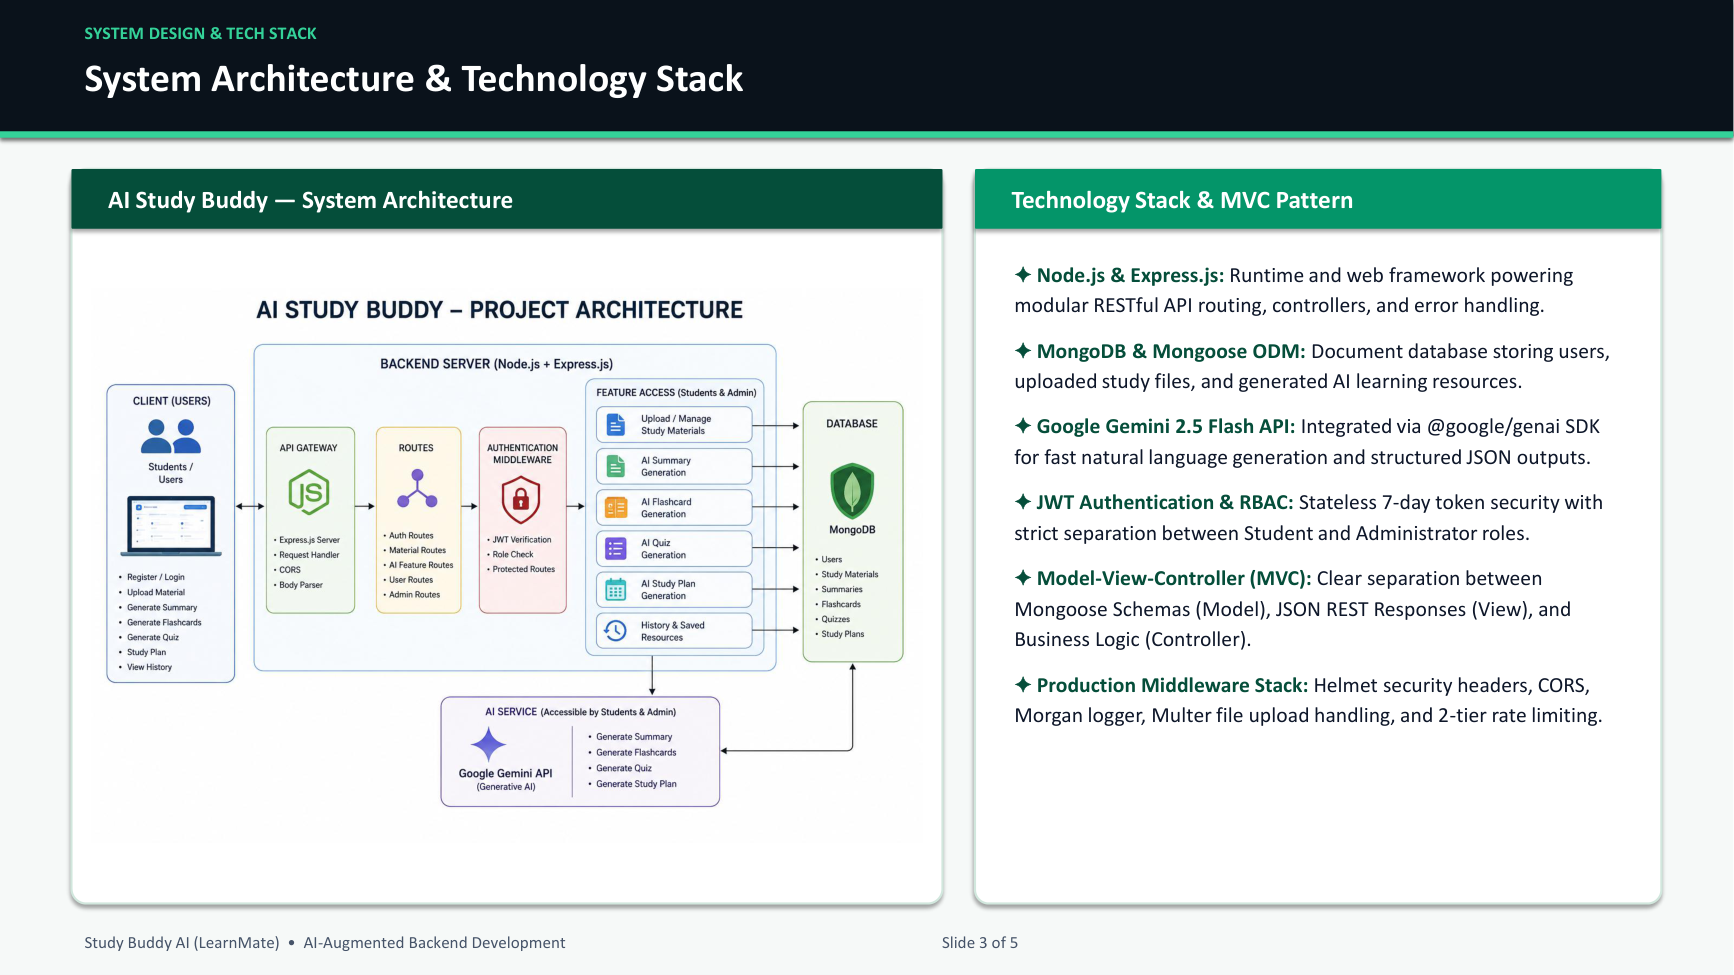 SYSTEM DESIGN & TECH STACK
System Architecture & Technology Stack
AI Study Buddy — System Architecture
AI STUDY BUDDY – PROJECT ARCHITECTURE
CLIENT (USERS)
Students /
Users
• Register / Login
• Upload Material
• Generate Summary
• Generate Flashcards
• Generate Quiz
• Study Plan
• View History
BACKEND SERVER (Node.js + Express.js)
API GATEWAY
JS
• Express.js Server
• Request Handler
• CORS
• Body Parser
ROUTES
• Auth Routes
• Material Routes
• AI Feature Routes
• User Routes
• Admin Routes
AUTHENTICATION
MIDDLEWARE
• JWT Verification
• Role Check
• Protected Routes
FEATURE ACCESS (Students & Admin)
Upload / Manage
Study Materials
AI Summary
Generation
AI Flashcard
Generation
AI Quiz
Generation
AI Study Plan
Generation
History & Saved
Resources
DATABASE
MongoDB
• Users
• Study Materials
• Summaries
• Flashcards
• Quizzes
• Study Plans
AI SERVICE (Accessible by Students & Admin)
Google Gemini API
(Generative AI)
• Generate Summary
• Generate Flashcards
• Generate Quiz
• Generate Study Plan
Technology Stack & MVC Pattern
✦ Node.js & Express.js: Runtime and web framework powering
modular RESTful API routing, controllers, and error handling.
✦ MongoDB & Mongoose ODM: Document database storing users,
uploaded study files, and generated AI learning resources.
✦ Google Gemini 2.5 Flash API: Integrated via @google/genai SDK
for fast natural language generation and structured JSON outputs.
✦ JWT Authentication & RBAC: Stateless 7-day token security with
strict separation between Student and Administrator roles.
✦ Model-View-Controller (MVC): Clear separation between
Mongoose Schemas (Model), JSON REST Responses (View), and
Business Logic (Controller).
✦ Production Middleware Stack: Helmet security headers, CORS,
Morgan logger, Multer file upload handling, and 2-tier rate limiting.
Study Buddy AI (LearnMate) • AI-Augmented Backend Development
Slide 3 of 5